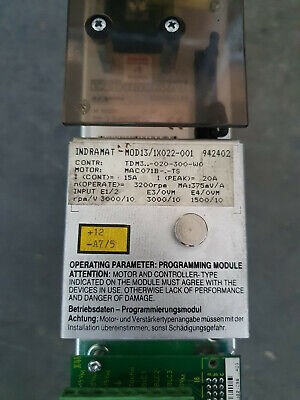 INDRAMAT -MOD13/1X022-001 942402
CONTR: TDM3.-020-300-W0
MOTOR: MAC071B-.-TS
I(CONT)= 15A I(PEAK)= 20A
n(OPERATE)= 3200rpm MA:375mV/A
INPUT E1/2 E3/0VM E4/0VM
rpm/V 3000/10 3000/10 1500/10
+12
-A7/5
OPERATING PARAMETER: PROGRAMMING MODULE
ATTENTION: MOTOR AND CONTROLLER-TYPE
INDICATED ON THE MODULE MUST AGREE WITH THE
DEVICES IN USE. OTHERWISE LACK OF PERFORMANCE
AND DANGER OF DAMAGE.
Betriebsdaten - Programmierungsmodul
Achtung: Motor- und Verstärkertypenangabe müssen mit der
Installation übereinstimmen, sonst Schädigungsgefahr.